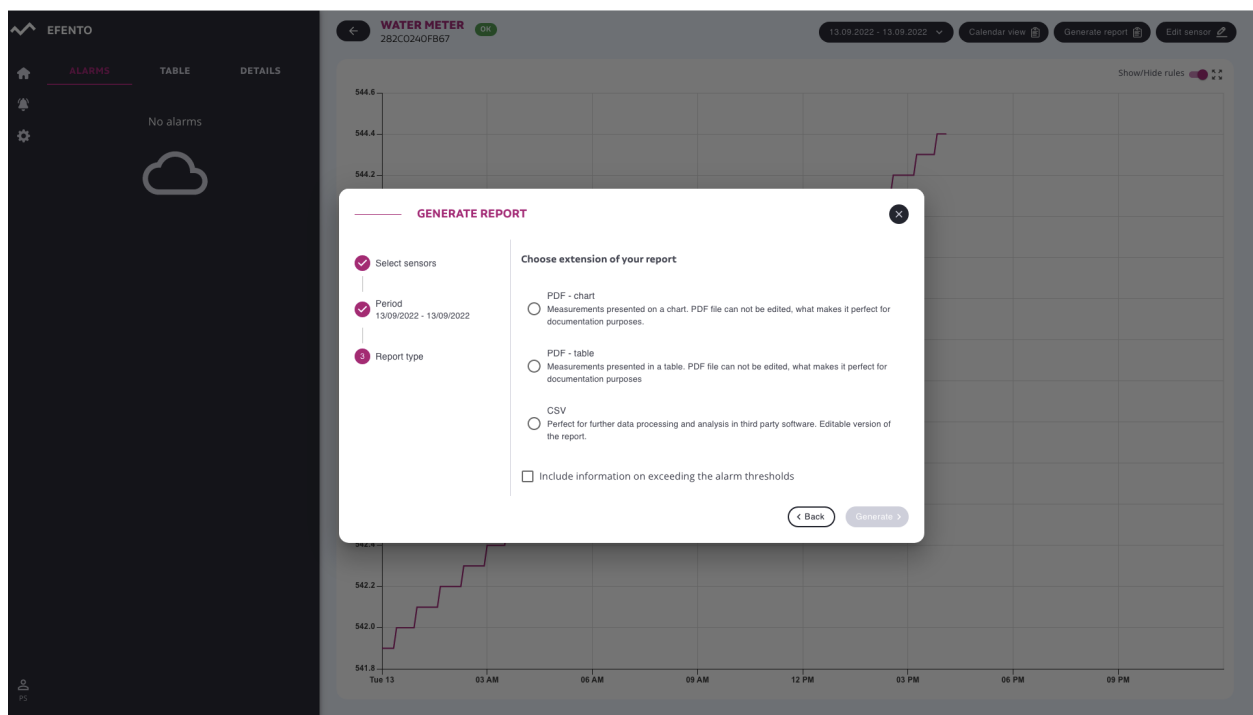 EFENTO
WATER METER OK
282C0240FB67
13.09.2022 - 13.09.2022
Calendar view
Generate report
Edit sensor
ALARMS TABLE DETAILS
No alarms
Show/Hide rules
544.6
544.4
544.2
GENERATE REPORT
Select sensors
Period
13/09/2022 - 13/09/2022
3 Report type
Choose extension of your report
PDF - chart
Measurements presented on a chart. PDF file can not be edited, what makes it perfect for
documentation purposes.
PDF - table
Measurements presented in a table. PDF file can not be edited, what makes it perfect for
documentation purposes
CSV
Perfect for further data processing and analysis in third party software. Editable version of
the report.
Include information on exceeding the alarm thresholds
< Back
Generate >
542.4
542.2
542.0
541.8
Tue 13 03 AM 06 AM 09 AM 12 PM 03 PM 06 PM 09 PM
PS